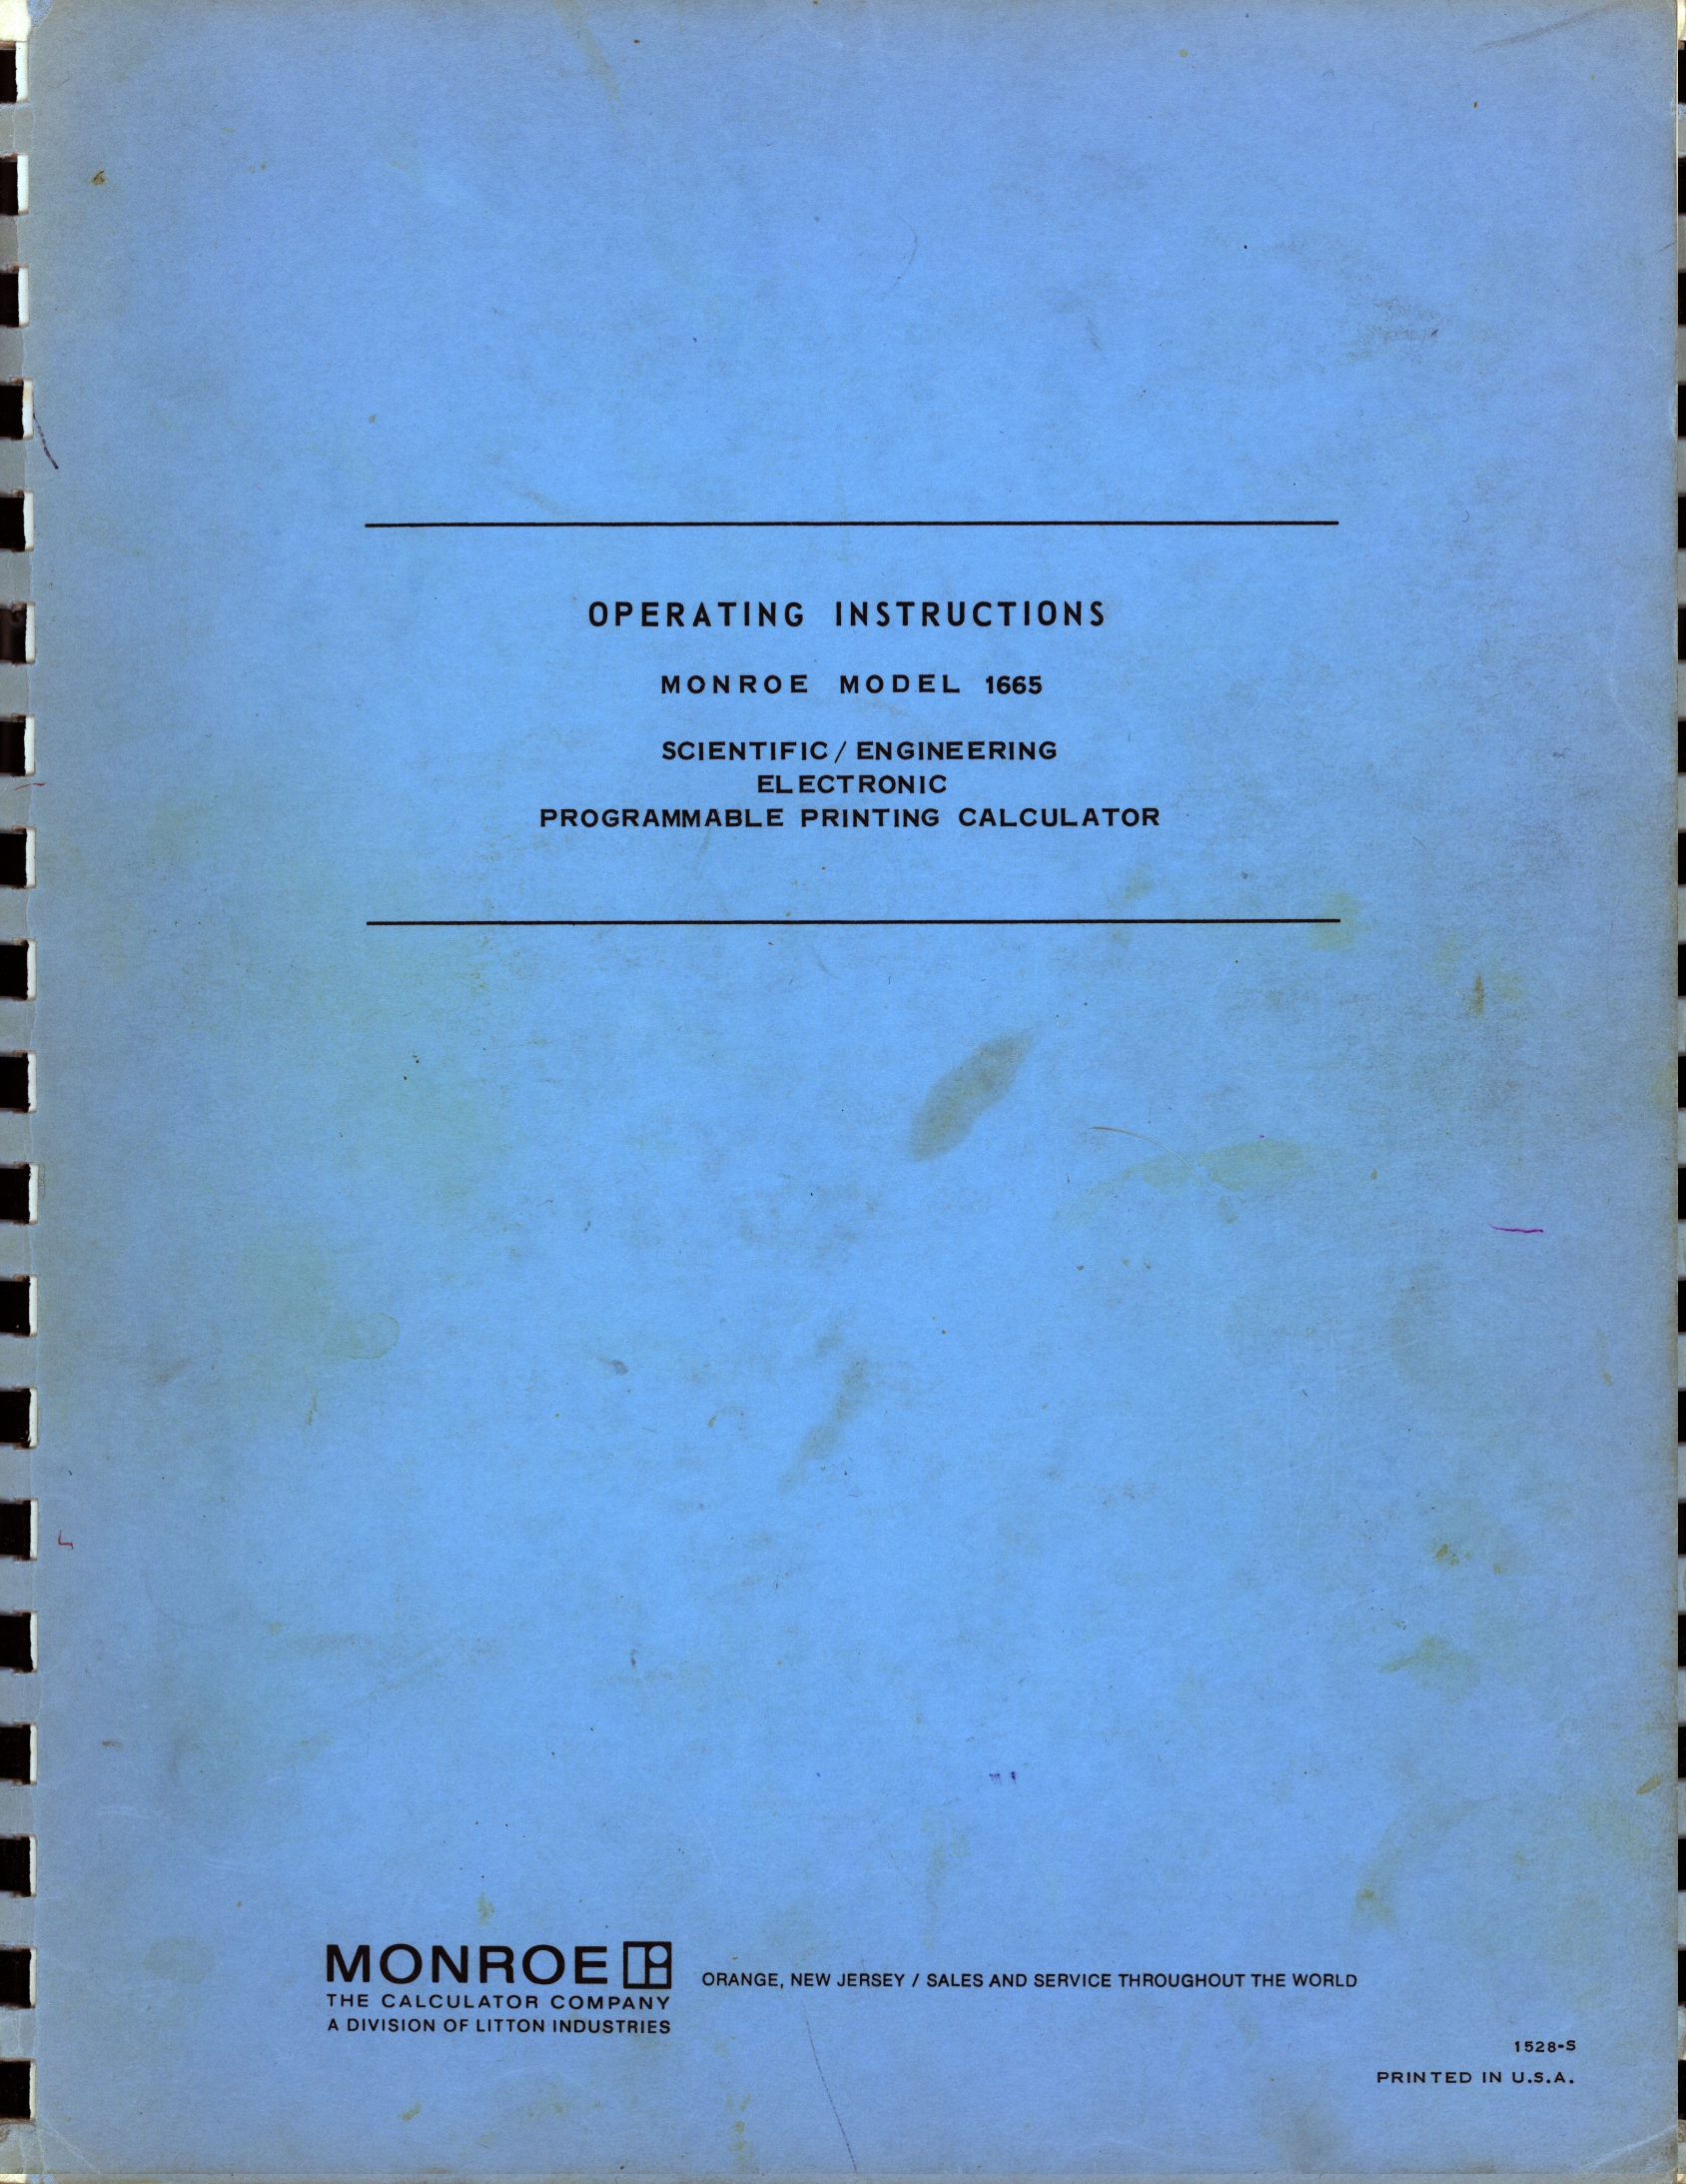 OPERATING INSTRUCTIONS
MONROE MODEL 1665
SCIENTIFIC/ENGINEERING
ELECTRONIC
PROGRAMMABLE PRINTING CALCULATOR
MONROE
THE CALCULATOR COMPANY
A DIVISION OF LITTON INDUSTRIES
ORANGE, NEW JERSEY / SALES AND SERVICE THROUGHOUT THE WORLD
1528-S
PRINTED IN U.S.A.